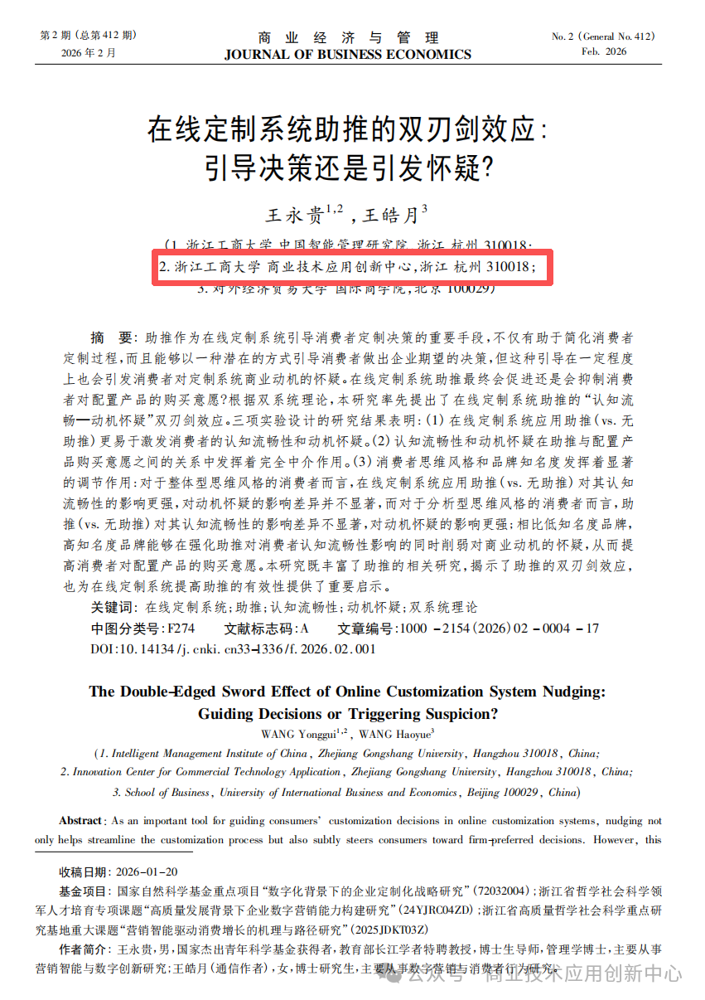 第 2 期 (总第 412 期)
商 业 经 济 与 管 理
No. 2 (General No. 412)
2026 年 2 月
JOURNAL OF BUSINESS ECONOMICS
Feb. 2026
在线定制系统助推的双刃剑效应:
引导决策还是引发怀疑?
王永贵1,2 ,王皓月3
(1. 浙江工商大学 中国智能管理研究院,浙江 杭州 310018;
2. 浙江工商大学 商业技术应用创新中心,浙江 杭州 310018;
3. 对外经济贸易大学 国际商学院,北京 100029)
摘 要: 助推作为在线定制系统引导消费者定制决策的重要手段,不仅有助于简化消费者
定制过程,而且能够以一种潜在的方式引导消费者做出企业期望的决策,但这种引导在一定程度
上也会引发消费者对定制系统商业动机的怀疑。在线定制系统助推最终会促进还是会抑制消费
者对配置产品的购买意愿?根据双系统理论,本研究率先提出了在线定制系统助推的“认知流
畅—动机怀疑”双刃剑效应。三项实验设计的研究结果表明: (1) 在线定制系统应用助推(vs. 无
助推) 更易于激发消费者的认知流畅性和动机怀疑。(2) 认知流畅性和动机怀疑在助推与配置产
品购买意愿之间的关系中发挥着完全中介作用。(3) 消费者思维风格和品牌知名度发挥着显著
的调节作用:对于整体型思维风格的消费者而言,在线定制系统应用助推(vs. 无助推) 对其认知
流畅性的影响更强,对动机怀疑的影响差异并不显著,而对于分析型思维风格的消费者而言,助
推(vs. 无助推) 对其认知流畅性的影响差异不显著,对动机怀疑的影响更强;相比低知名度品牌,
高知名度品牌能够在强化助推对消费者认知流畅性影响的同时削弱对商业动机的怀疑,从而提
高消费者对配置产品的购买意愿。本研究既丰富了助推的相关研究,揭示了助推的双刃剑效应,
也为在线定制系统提高助推的有效性提供了重要启示。
关键词: 在线定制系统;助推;认知流畅性;动机怀疑;双系统理论
中图分类号:F274 文献标志码:A 文章编号:1000 -2154(2026)02 -0004 -17
DOI:10. 14134 /j. cnki. cn33-1336/f. 2026. 02. 001
The Double-Edged Sword Effect of Online Customization System Nudging:
Guiding Decisions or Triggering Suspicion?
WANG Yonggui1,2 , WANG Haoyue3
(1. Intelligent Management Institute of China , Zhejiang Gongshang University, Hangzhou 310018 , China;
2. Innovation Center for Commercial Technology Application , Zhejiang Gongshang University, Hangzhou 310018 , China;
3. School of Business , University of International Business and Economics , Beijing 100029 , China)
Abstract : As an important tool for guiding consumers’ customization decisions in online customization systems, nudging not
only helps streamline the customization process but also subtly steers consumers toward firm-preferred decisions. However, this
收稿日期: 2026-01-20
基金项目: 国家自然科学基金重点项目“数字化背景下的企业定制化战略研究”(72032004) ;浙江省哲学社会科学领
军人才培育专项课题“高质量发展背景下企业数字营销能力构建研究”(24YJRC04ZD) ;浙江省高质量哲学社会科学重点研
究基地重大课题“营销智能驱动消费增长的机理与路径研究”(2025JDKT03Z)
作者简介: 王永贵,男,国家杰出青年科学基金获得者,教育部长江学者特聘教授,博士生导师,管理学博士,主要从事
营销智能与数字创新研究;王皓月(通信作者) ,女,博士研究生,主要从事数字营销与消费者行为研究。
公众号 · 商业技术应用创新中心